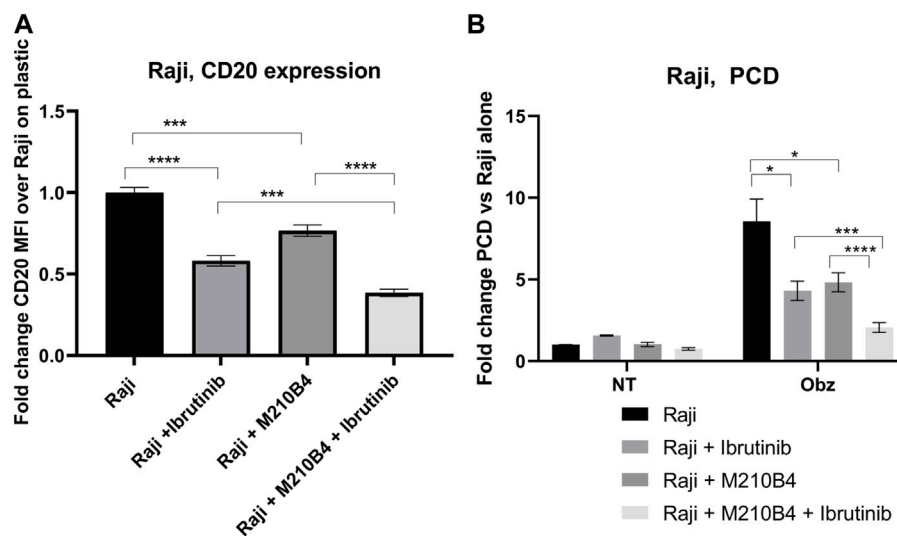 A
Raji, CD20 expression
Fold change CD20 MFI over Raji on plastic
1.5
1.0
0.5
0.0
***
****
****
***
Raji
Raji +Ibrutinib
Raji + M210B4
Raji + M210B4 + Ibrutinib
B
Raji, PCD
Fold change PCD vs Raji alone
15
10
5
0
*
*
***
****
NT
Obz
Raji
Raji + Ibrutinib
Raji + M210B4
Raji + M210B4 + Ibrutinib